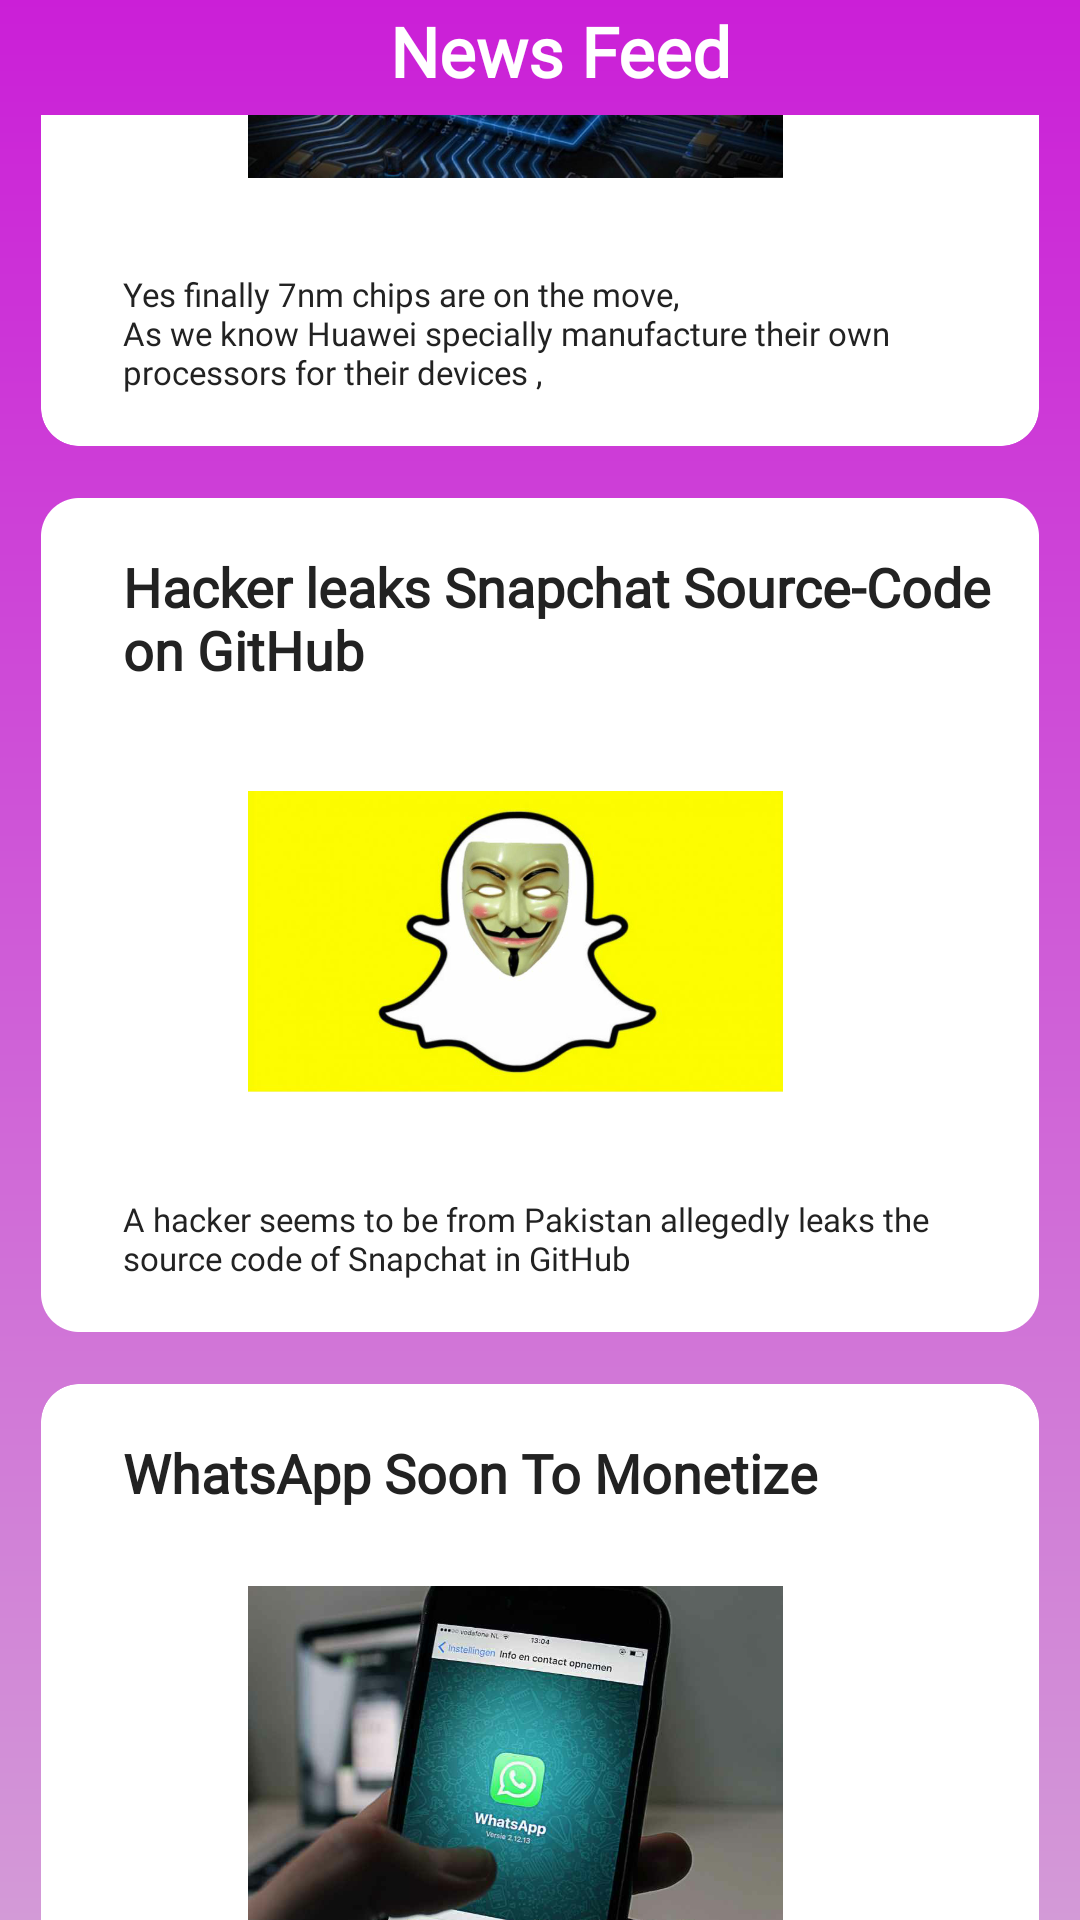 News Feed
Yes finally 7nm chips are on the move,
As we know Huawei specially manufacture their own
processors for their devices ,
Hacker leaks Snapchat Source-Code
on GitHub
A hacker seems to be from Pakistan allegedly leaks the
source code of Snapchat in GitHub
WhatsApp Soon To Monetize
vodafone NL 13:04
Instellingen Info en contact opnemen
WhatsApp
Versie 2.12.13